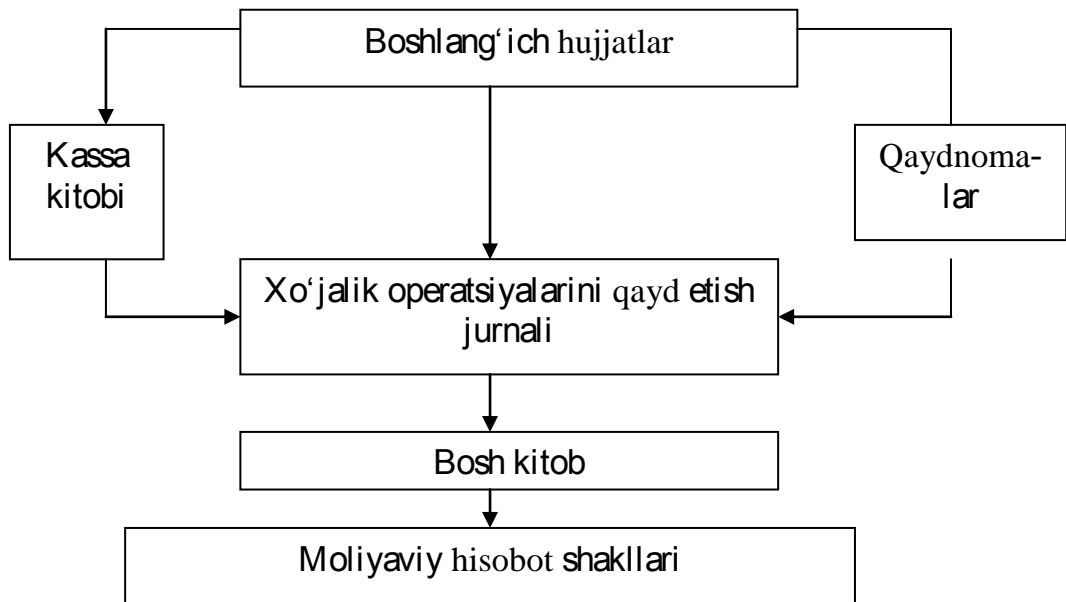 Boshlang‘ich hujjatlar
Kassa
kitobi
Qaydnoma-
lar
Xo‘jalik operatsiyalarini qayd etish
jurnali
Bosh kitob
Moliyaviy hisobot shakllari